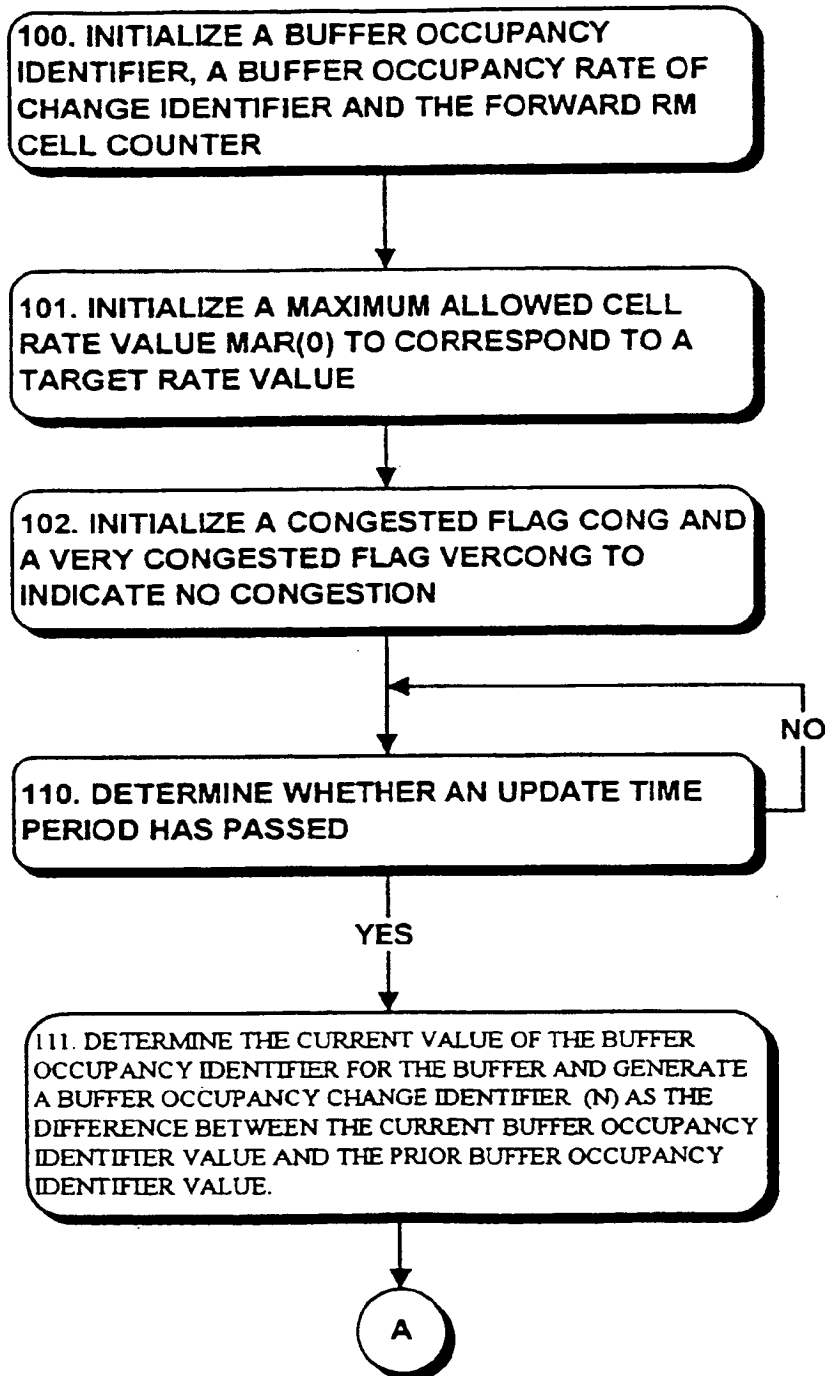 100. INITIALIZE A BUFFER OCCUPANCY
IDENTIFIER, A BUFFER OCCUPANCY RATE OF
CHANGE IDENTIFIER AND THE FORWARD RM
CELL COUNTER
101. INITIALIZE A MAXIMUM ALLOWED CELL
RATE VALUE MAR(0) TO CORRESPOND TO A
TARGET RATE VALUE
102. INITIALIZE A CONGESTED FLAG CONG AND
A VERY CONGESTED FLAG VERCONG TO
INDICATE NO CONGESTION
NO
110. DETERMINE WHETHER AN UPDATE TIME
PERIOD HAS PASSED
YES
111. DETERMINE THE CURRENT VALUE OF THE BUFFER
OCCUPANCY IDENTIFIER FOR THE BUFFER AND GENERATE
A BUFFER OCCUPANCY CHANGE IDENTIFIER (N) AS THE
DIFFERENCE BETWEEN THE CURRENT BUFFER OCCUPANCY
IDENTIFIER VALUE AND THE PRIOR BUFFER OCCUPANCY
IDENTIFIER VALUE.
A